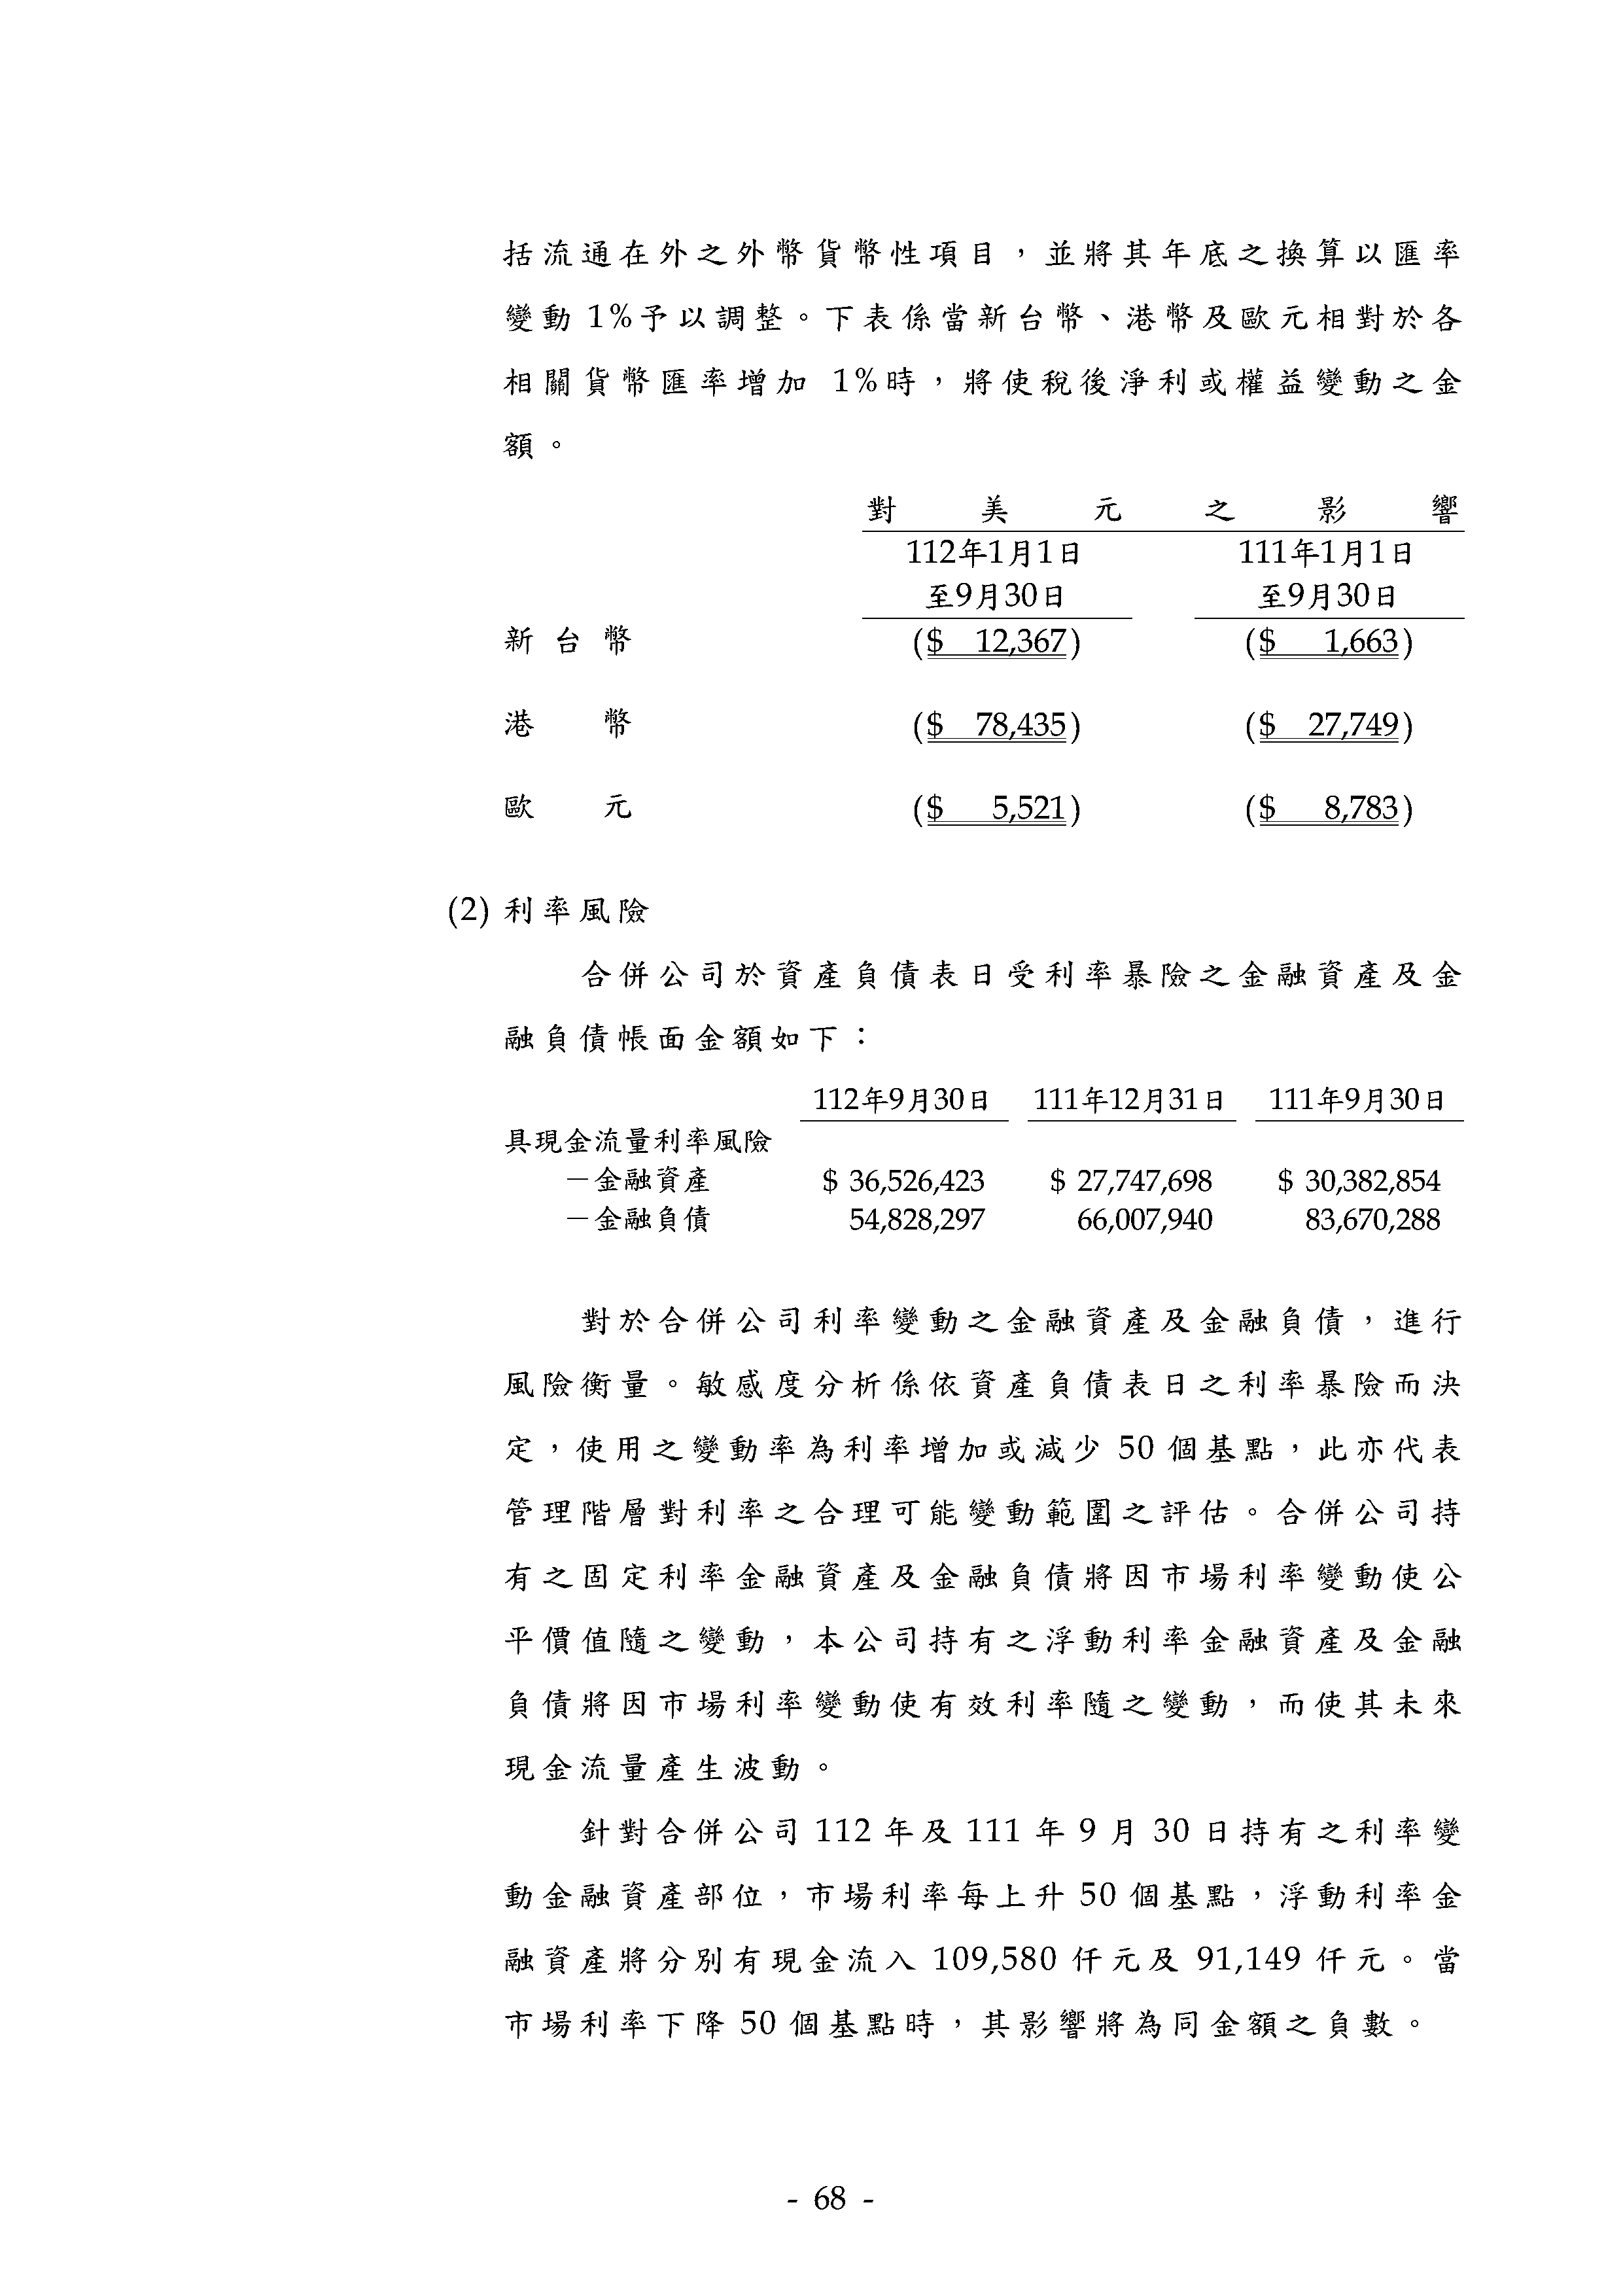 括流通在外之外幣貨幣性項目，並將其年底之換算以匯率
變動 1%予以調整。下表係當新台幣、港幣及歐元相對於各
相關貨幣匯率增加 1%時，將使稅後淨利或權益變動之金
額。
對美元之影響
112年1月1日 111年1月1日
至9月30日 至9月30日
新台幣 ($ 12,367) ($ 1,663)
港幣 ($ 78,435) ($ 27,749)
歐元 ($ 5,521) ($ 8,783)
(2) 利率風險
合併公司於資產負債表日受利率暴險之金融資產及金
融負債帳面金額如下：
112年9月30日 111年12月31日 111年9月30日
具現金流量利率風險
－金融資產 $ 36,526,423 $ 27,747,698 $ 30,382,854
－金融負債 54,828,297 66,007,940 83,670,288
對於合併公司利率變動之金融資產及金融負債，進行
風險衡量。敏感度分析係依資產負債表日之利率暴險而決
定，使用之變動率為利率增加或減少 50 個基點，此亦代表
管理階層對利率之合理可能變動範圍之評估。合併公司持
有之固定利率金融資產及金融負債將因市場利率變動使公
平價值隨之變動，本公司持有之浮動利率金融資產及金融
負債將因市場利率變動使有效利率隨之變動，而使其未來
現金流量產生波動。
針對合併公司 112 年及 111 年 9 月 30 日持有之利率變
動金融資產部位，市場利率每上升 50 個基點，浮動利率金
融資產將分別有現金流入 109,580 仟元及 91,149 仟元。當
市場利率下降 50 個基點時，其影響將為同金額之負數。
- 68 -